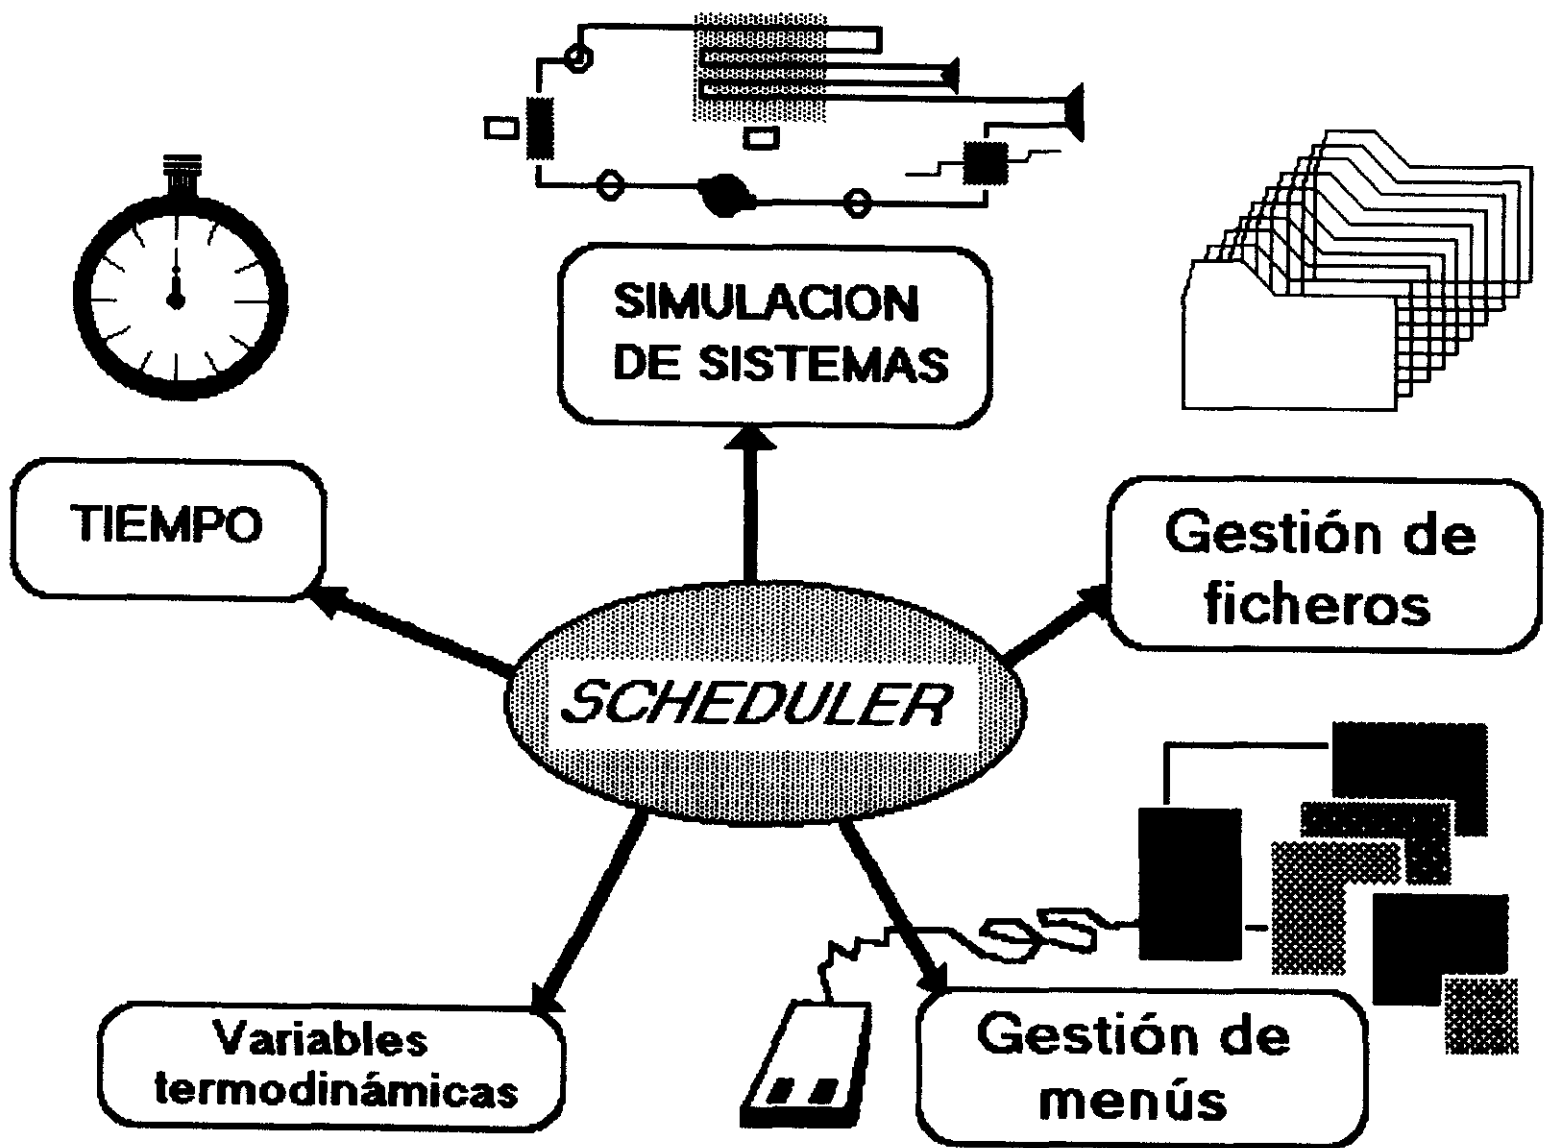 SIMULACION
DE SISTEMAS
TIEMPO
Gestión de
ficheros
SCHEDULER
Variables
termodinámicas
Gestión de
menús